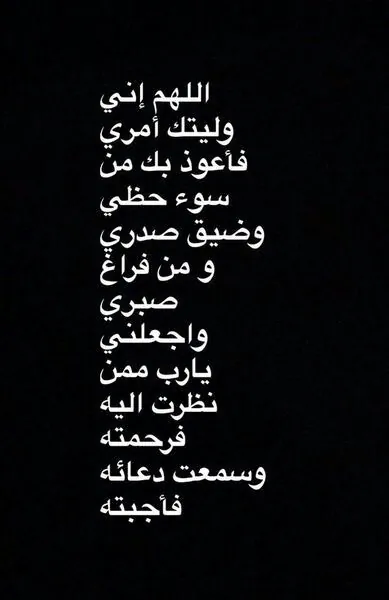 اللهم إني
وليتك أمري
فأعوذ بك من
سوء حظي
وضيق صدري
و من فراغ
صبري
واجعلني
يارب ممن
نظرت اليه
فرحمته
وسمعت دعائه
فأجبته